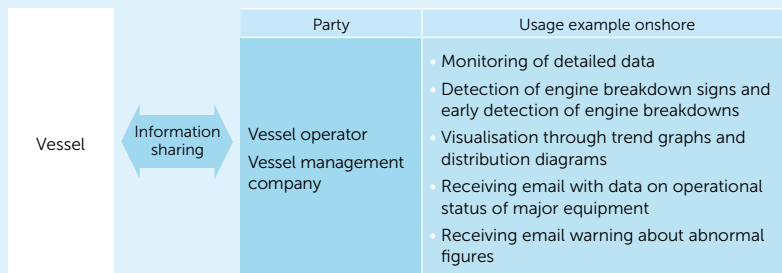 Party
Usage example onshore
Vessel
Information
sharing
Vessel operator
Vessel management
company
• Monitoring of detailed data
• Detection of engine breakdown signs and
early detection of engine breakdowns
• Visualisation through trend graphs and
distribution diagrams
• Receiving email with data on operational
status of major equipment
• Receiving email warning about abnormal
figures